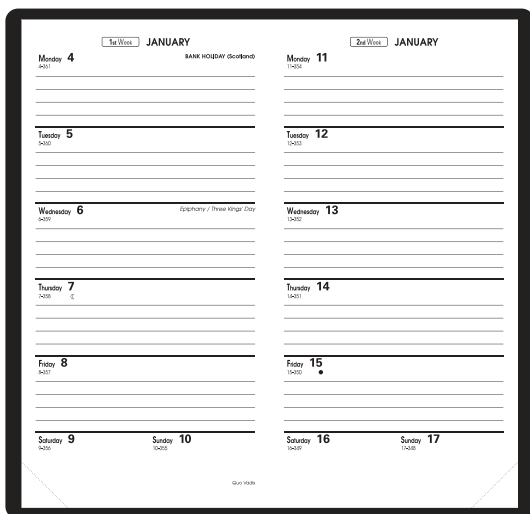 1st Week JANUARY
Monday 4 BANK HOLIDAY (Scotland)
4-361
Tuesday 5
5-360
Wednesday 6 Epiphany / Three Kings' Day
6-359
Thursday 7
7-358 ☾
Friday 8
8-357
Saturday 9 Sunday 10
9-356 10-355
Quo Vadis
2nd Week JANUARY
Monday 11
11-354
Tuesday 12
12-353
Wednesday 13
13-352
Thursday 14
14-351
Friday 15
15-350 ●
Saturday 16 Sunday 17
16-349 17-348